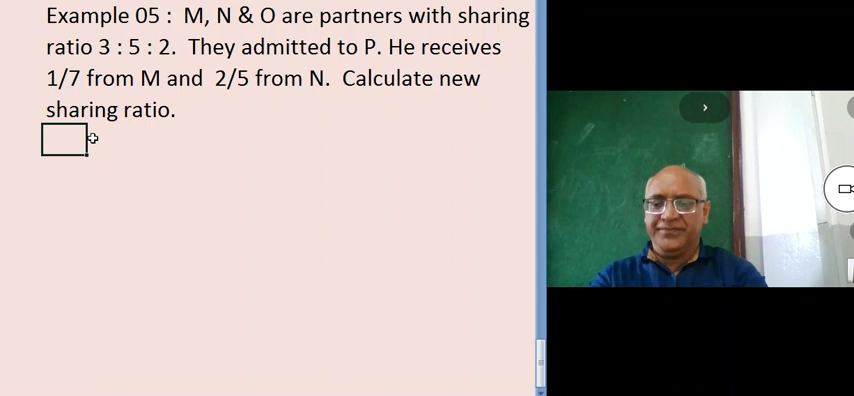 Example 05 :  M, N & O are partners with sharing
ratio 3 : 5 : 2.  They admitted to P. He receives
1/7 from M and  2/5 from N.  Calculate new
sharing ratio.